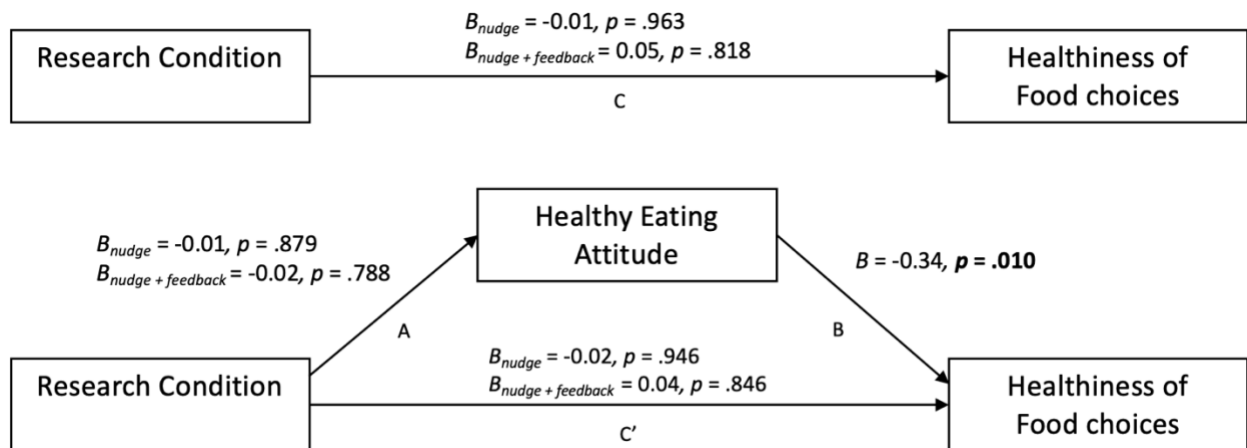 B_nudge = -0.01, p = .963
B_nudge + feedback = 0.05, p = .818
Research Condition
Healthiness of
Food choices
C
Healthy Eating
Attitude
B_nudge = -0.01, p = .879
B_nudge + feedback = -0.02, p = .788
B = -0.34, p = .010
A
B
B_nudge = -0.02, p = .946
B_nudge + feedback = 0.04, p = .846
Research Condition
Healthiness of
Food choices
C'